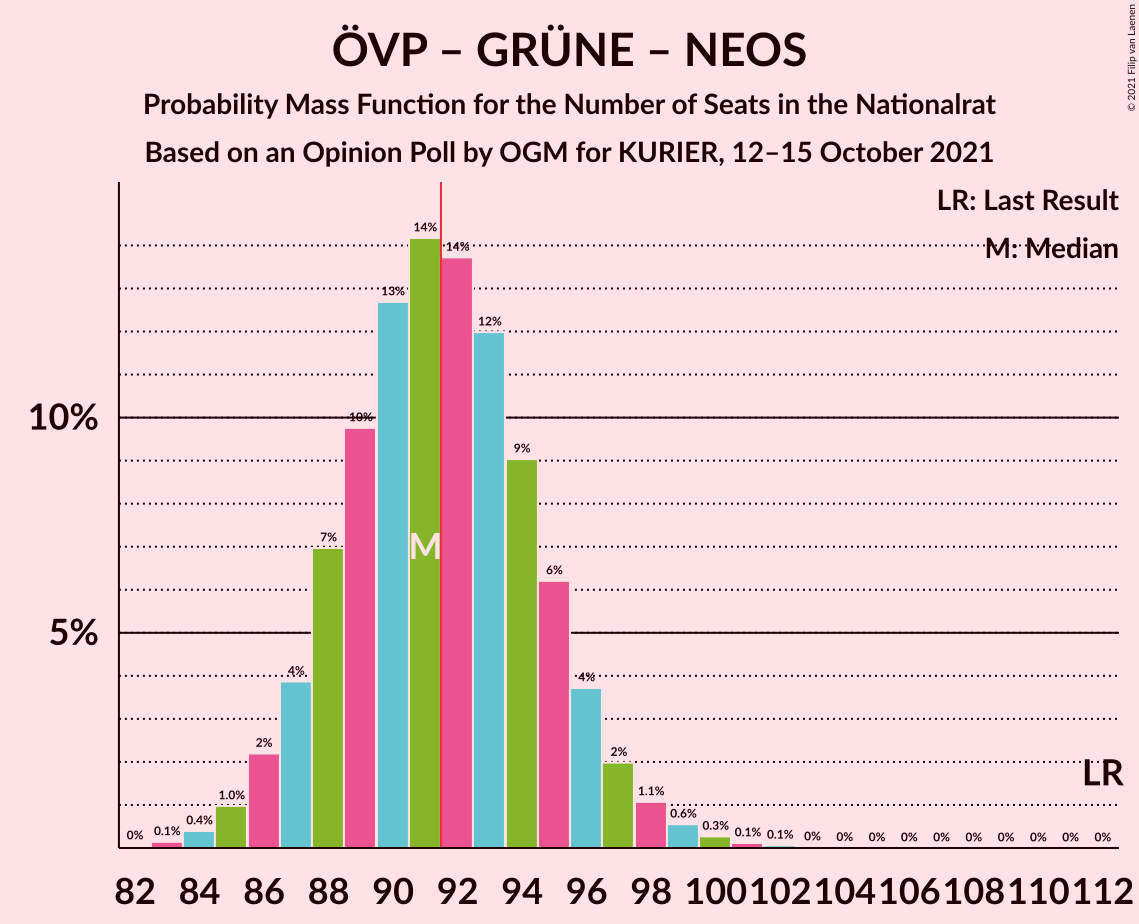 ÖVP – GRÜNE – NEOS
Probability Mass Function for the Number of Seats in the Nationalrat
Based on an Opinion Poll by OGM for KURIER, 12–15 October 2021
© 2021 Filip van Laenen
LR: Last Result
M: Median
10%
5%
0% 0.1% 0.4% 1.0% 2% 4% 7% 10% 13% 14% 14% 12% 9% 6% 4% 2% 1.1% 0.6% 0.3% 0.1% 0.1% 0% 0% 0% 0% 0% 0% 0% 0% 0% 0%
M
LR
82 84 86 88 90 92 94 96 98 100 102 104 106 108 110 112